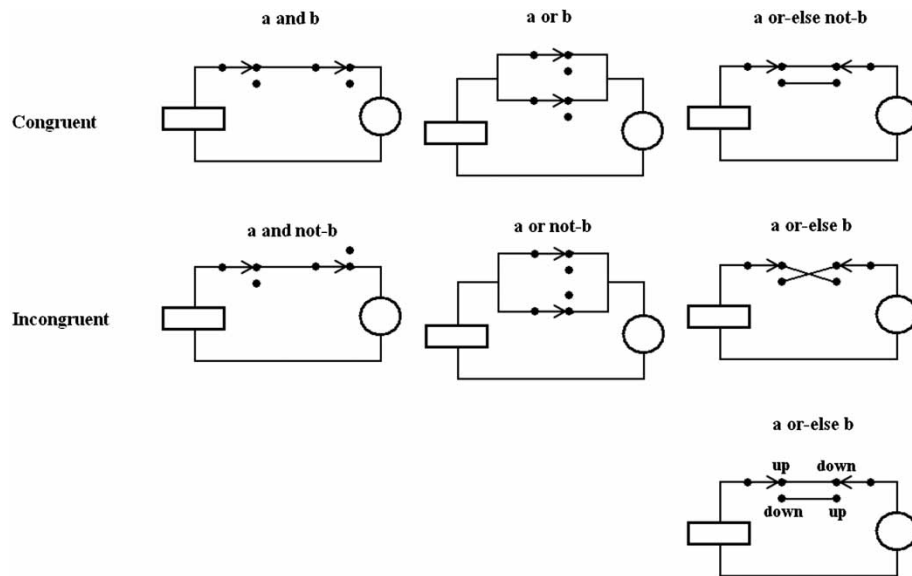 a and b
a or b
a or-else not-b
Congruent
a and not-b
a or not-b
a or-else b
Incongruent
a or-else b
up down
down up